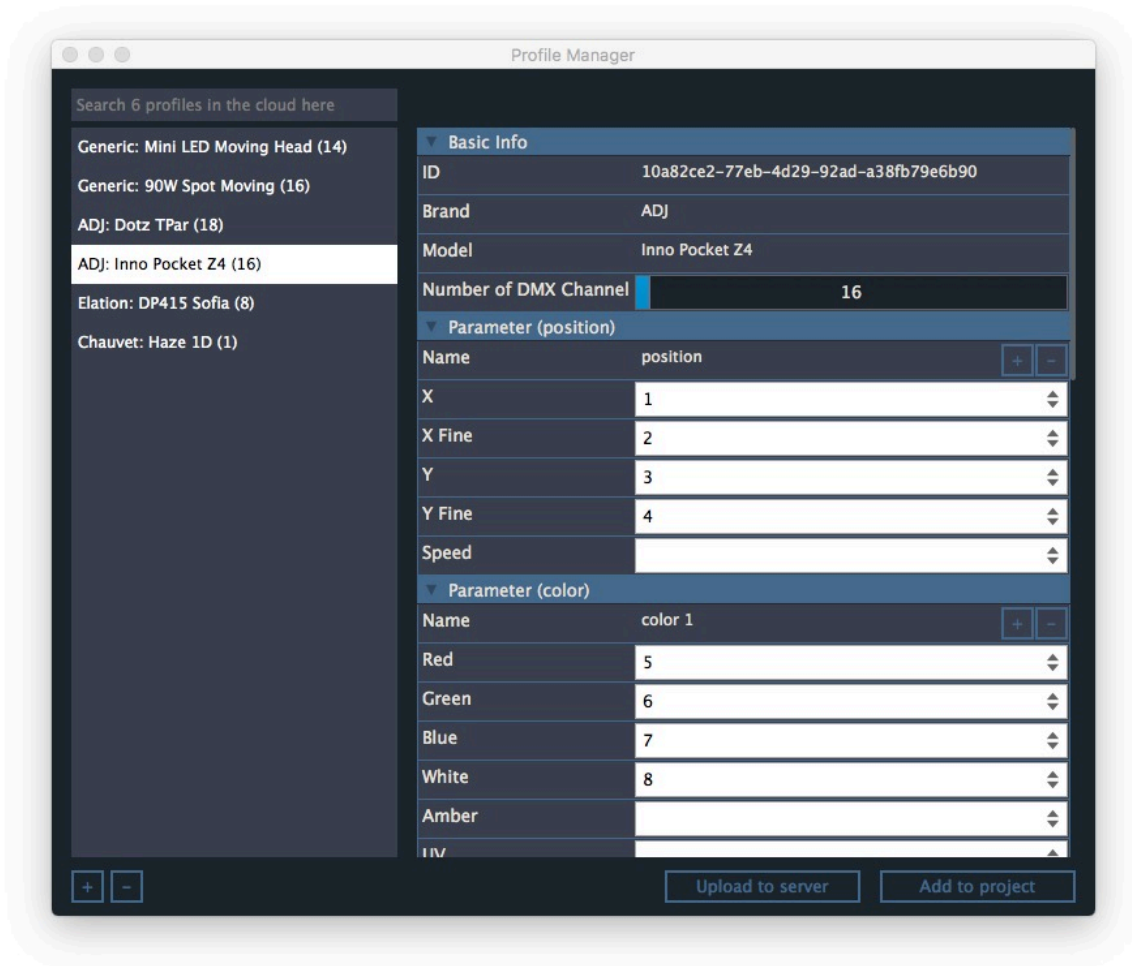 Profile Manager
Search 6 profiles in the cloud here
Generic: Mini LED Moving Head (14)
Generic: 90W Spot Moving (16)
ADJ: Dotz TPar (18)
ADJ: Inno Pocket Z4 (16)
Elation: DP415 Sofia (8)
Chauvet: Haze 1D (1)
Basic Info
ID 10a82ce2-77eb-4d29-92ad-a38fb79e6b90
Brand ADJ
Model Inno Pocket Z4
Number of DMX Channel 16
Parameter (position)
Name position + -
X 1
X Fine 2
Y 3
Y Fine 4
Speed
Parameter (color)
Name color 1 + -
Red 5
Green 6
Blue 7
White 8
Amber
UV
+ - Upload to server Add to project